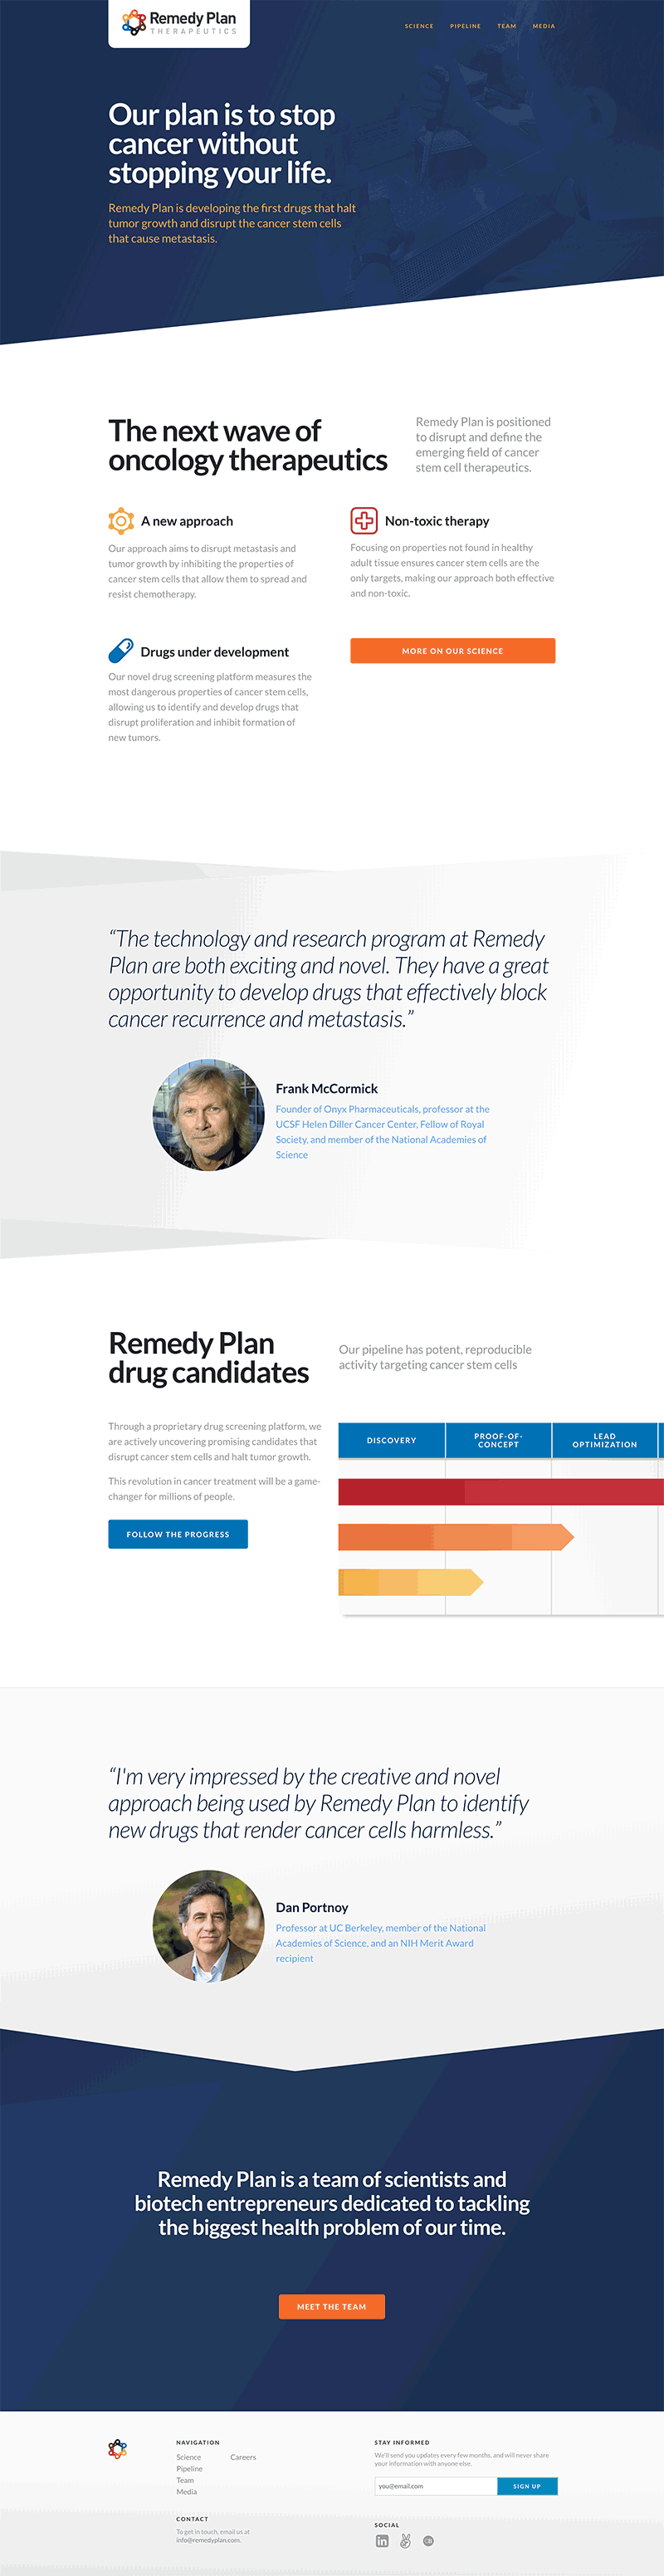 Remedy Plan
THERAPEUTICS
SCIENCE PIPELINE TEAM MEDIA
Our plan is to stop
cancer without
stopping your life.
Remedy Plan is developing the first drugs that halt
tumor growth and disrupt the cancer stem cells
that cause metastasis.
The next wave of
oncology therapeutics
Remedy Plan is positioned
to disrupt and define the
emerging field of cancer
stem cell therapeutics.
A new approach
Our approach aims to disrupt metastasis and
tumor growth by inhibiting the properties of
cancer stem cells that allow them to spread and
resist chemotherapy.
Non-toxic therapy
Focusing on properties not found in healthy
adult tissue ensures cancer stem cells are the
only targets, making our approach both effective
and non-toxic.
Drugs under development
Our novel drug screening platform measures the
most dangerous properties of cancer stem cells,
allowing us to identify and develop drugs that
disrupt proliferation and inhibit formation of
new tumors.
MORE ON OUR SCIENCE
“The technology and research program at Remedy
Plan are both exciting and novel. They have a great
opportunity to develop drugs that effectively block
cancer recurrence and metastasis.”
Frank McCormick
Founder of Onyx Pharmaceuticals, professor at the
UCSF Helen Diller Cancer Center, Fellow of Royal
Society, and member of the National Academies of
Science
Remedy Plan
drug candidates
Our pipeline has potent, reproducible
activity targeting cancer stem cells
Through a proprietary drug screening platform, we
are actively uncovering promising candidates that
disrupt cancer stem cells and halt tumor growth.
This revolution in cancer treatment will be a game-
changer for millions of people.
FOLLOW THE PROGRESS
DISCOVERY
PROOF-OF-
CONCEPT
LEAD
OPTIMIZATION
“I'm very impressed by the creative and novel
approach being used by Remedy Plan to identify
new drugs that render cancer cells harmless.”
Dan Portnoy
Professor at UC Berkeley, member of the National
Academies of Science, and an NIH Merit Award
recipient
Remedy Plan is a team of scientists and
biotech entrepreneurs dedicated to tackling
the biggest health problem of our time.
MEET THE TEAM
NAVIGATION
Science Careers
Pipeline
Team
Media
CONTACT
To get in touch, email us at
info@remedyplan.com.
STAY INFORMED
We'll send you updates every few months, and will never share
your information with anyone else.
you@email.com
SIGN UP
SOCIAL
in